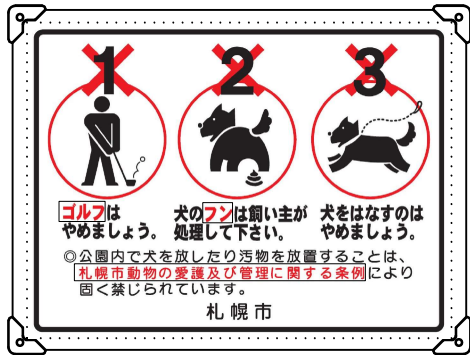 1
2
3
ゴルフは
やめましょう。
犬のフンは飼い主が
処理して下さい。
犬をはなすのは
やめましょう。
◎公園内で犬を放したり汚物を放置することは、
札幌市動物の愛護及び管理に関する条例により
固く禁じられています。
札幌市